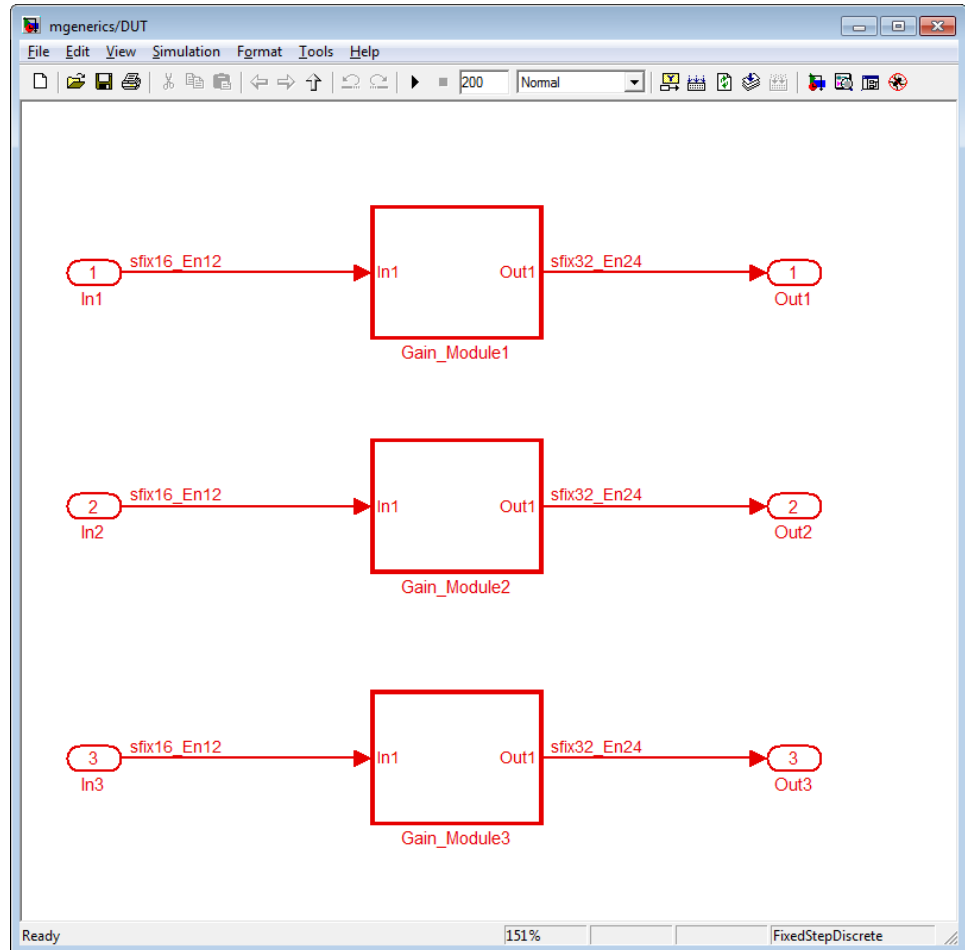 mgenerics/DUT
File Edit View Simulation Format Tools Help
200 Normal
sfix16_En12 sfix32_En24
1 In1 Out1 1
In1 Out1
Gain_Module1
sfix16_En12 sfix32_En24
2 In1 Out1 2
In2 Out2
Gain_Module2
sfix16_En12 sfix32_En24
3 In1 Out1 3
In3 Out3
Gain_Module3
Ready 151% FixedStepDiscrete